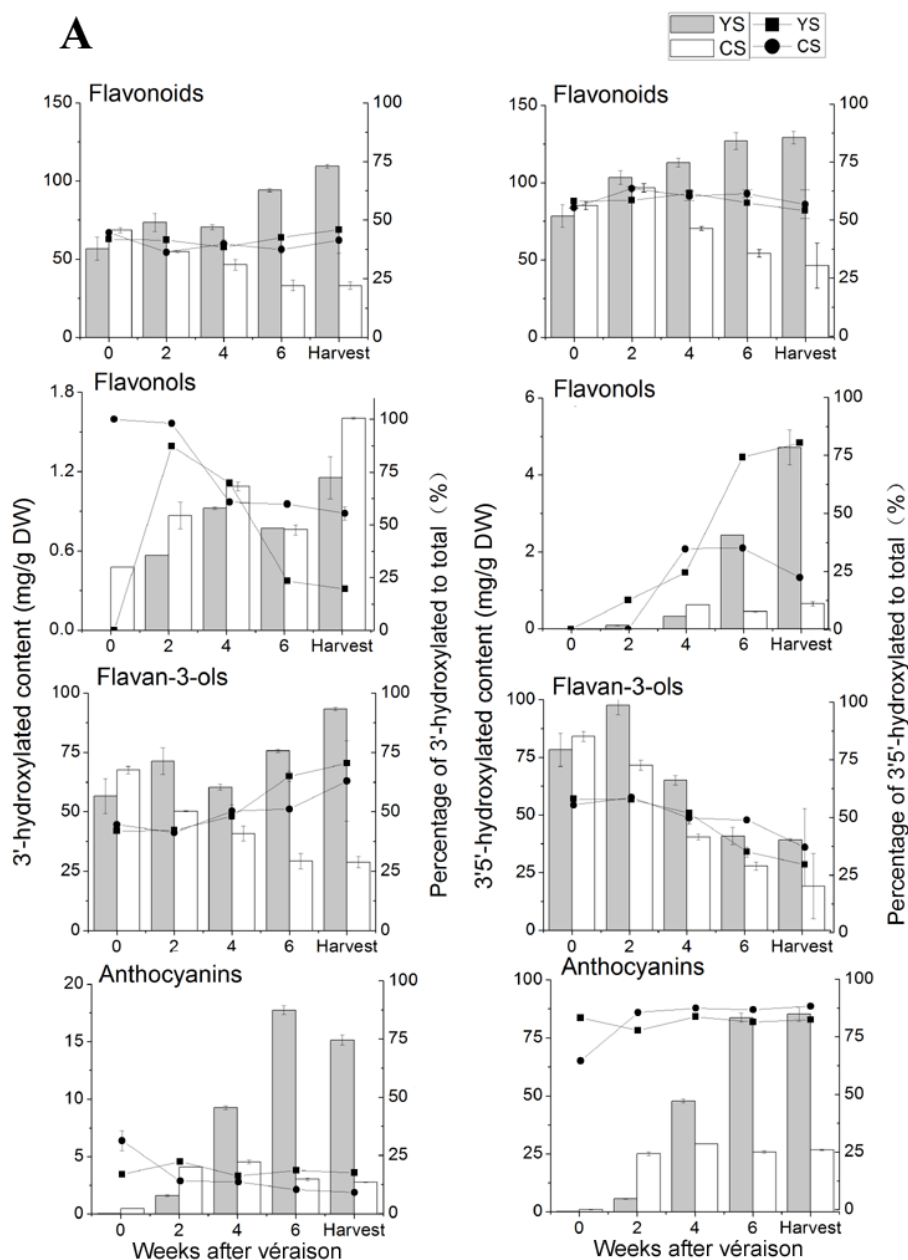 A
YS YS
CS CS
Flavonoids
150 100
100 75
50 50
25
0 0
0 2 4 6 Harvest
Flavonoids
150 100
100 75
50 50
25
0 0
0 2 4 6 Harvest
Flavonols
1.8
100
1.2 75
50
0.6
25
0.0 0
0 2 4 6 Harvest
Flavonols
6 100
4 75
50
2 25
0 0
0 2 4 6 Harvest
Flavan-3-ols
100 100
75 75
50 50
25 25
0 0
0 2 4 6 Harvest
Flavan-3-ols
100 100
75 75
50 50
25 25
0 0
0 2 4 6 Harvest
Anthocyanins
20 100
15 75
10 50
5 25
0 0
0 2 4 6 Harvest
Weeks after véraison
Anthocyanins
100 100
75 75
50 50
25 25
0 0
0 2 4 6 Harvest
Weeks after véraison
3'-hydroxylated content (mg/g DW)
Percentage of 3'-hydroxylated to total（%）
3'5'-hydroxylated content (mg/g DW)
Percentage of 3'5'-hydroxylated to total（%）